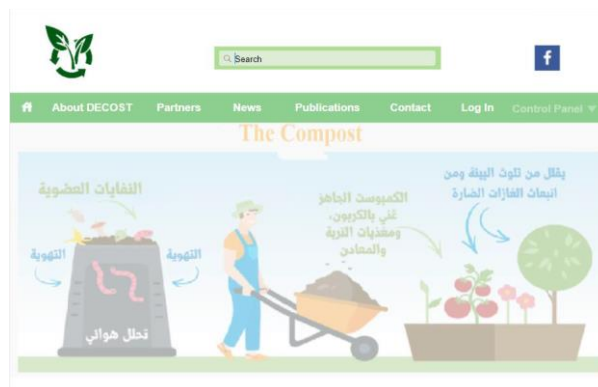 Search
f
About DECOST Partners News Publications Contact Log In Control Panel
The Compost
يقلل من تلوث البيئة ومن
انبعاث الغازات الضارة
النفايات العضوية
الكمبوست الجاهز
غني بالكربون،
ومغذيات التربة
والمعادن
التهوية
التهوية
تحلل هوائي